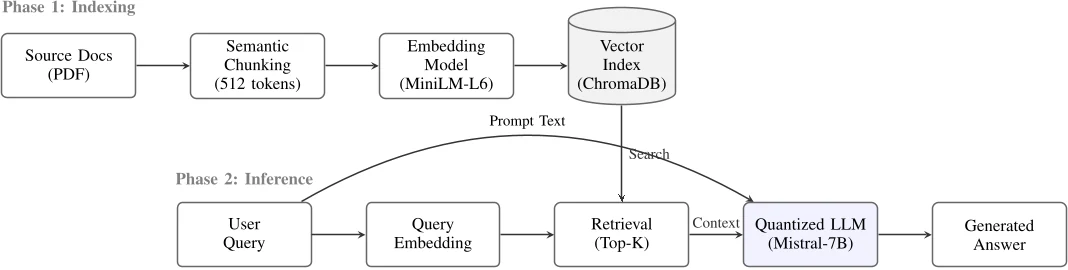 Phase 1: Indexing
Source Docs
(PDF)
Semantic
Chunking
(512 tokens)
Embedding
Model
(MiniLM-L6)
Vector
Index
(ChromaDB)
Prompt Text
Search
Phase 2: Inference
User
Query
Query
Embedding
Retrieval
(Top-K)
Context
Quantized LLM
(Mistral-7B)
Generated
Answer